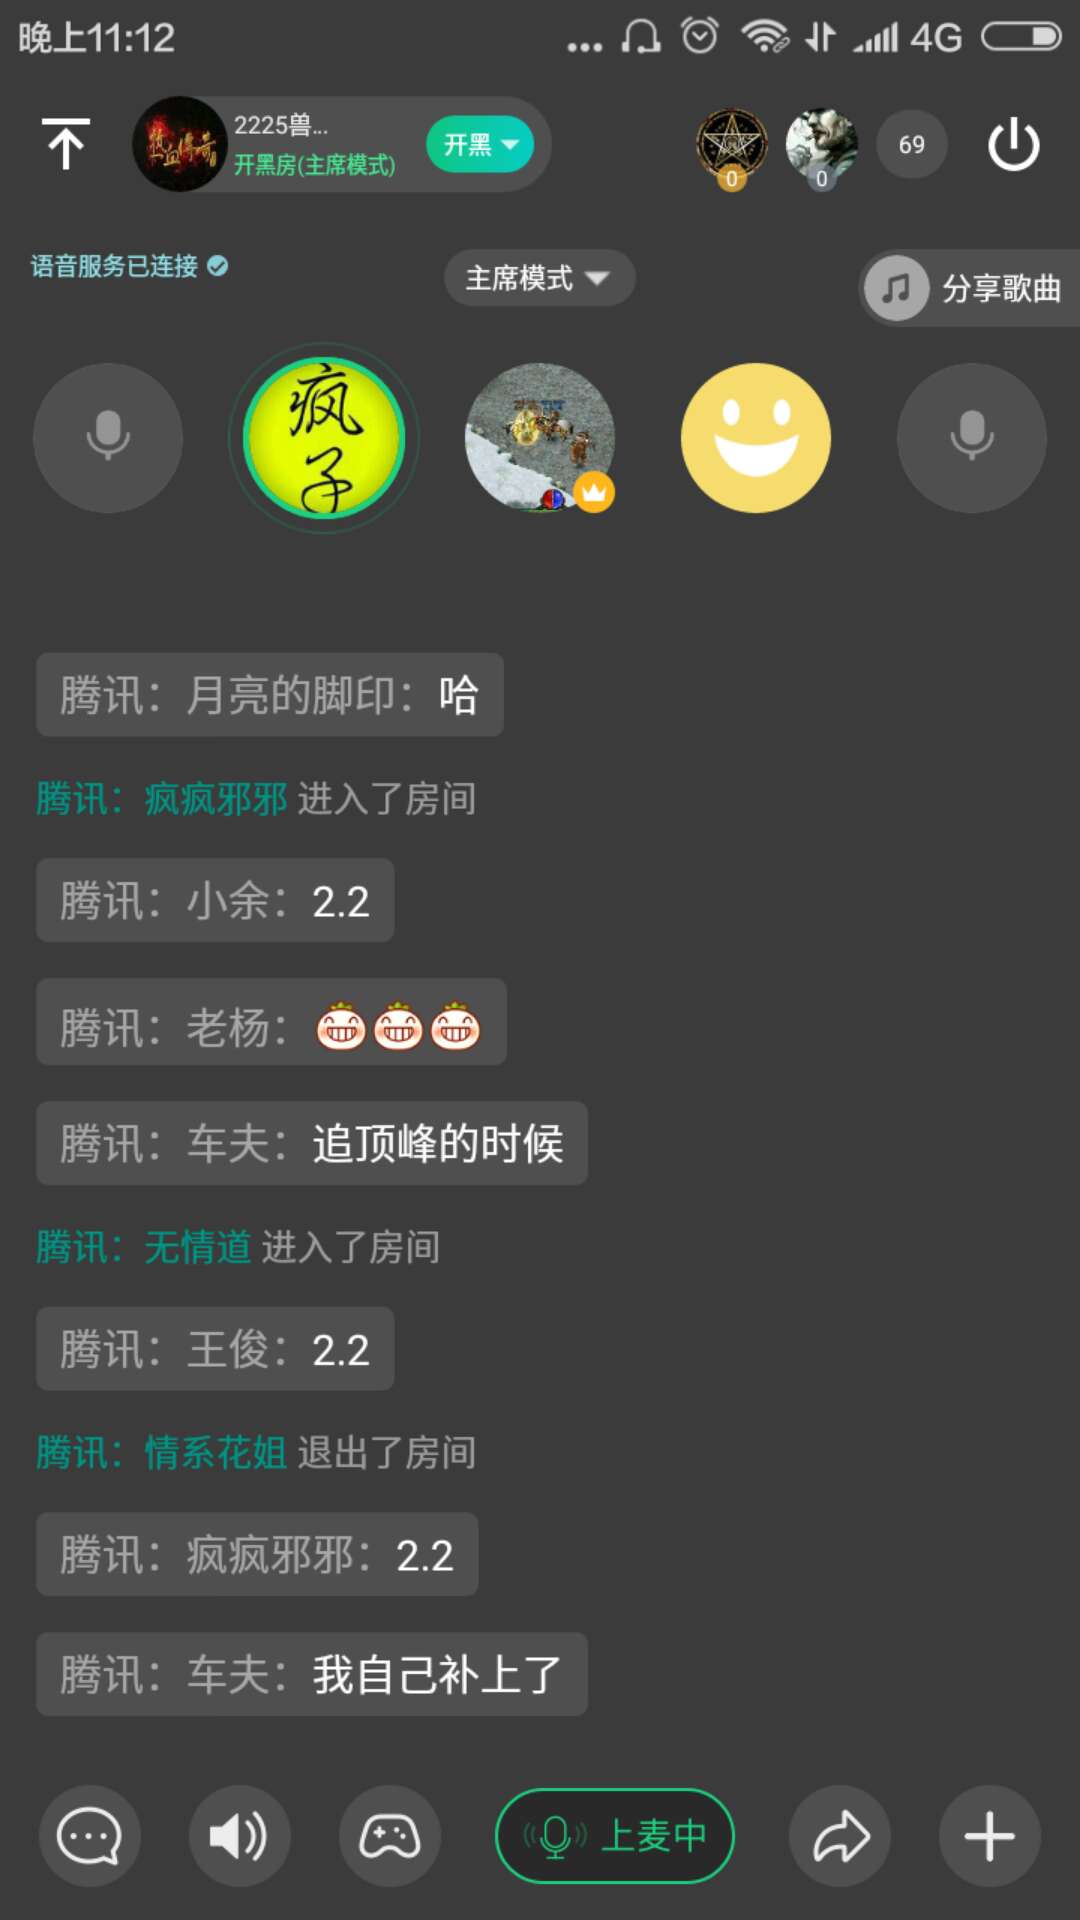 晚上11:12
4G
热血传奇
2225兽...
开黑房(主席模式)
开黑
0
0
69
语音服务已连接
主席模式
分享歌曲
疯
子
腾讯：月亮的脚印：哈
腾讯：疯疯邪邪 进入了房间
腾讯：小余：2.2
腾讯：老杨：
腾讯：车夫：追顶峰的时候
腾讯：无情道 进入了房间
腾讯：王俊：2.2
腾讯：情系花姐 退出了房间
腾讯：疯疯邪邪：2.2
腾讯：车夫：我自己补上了
上麦中